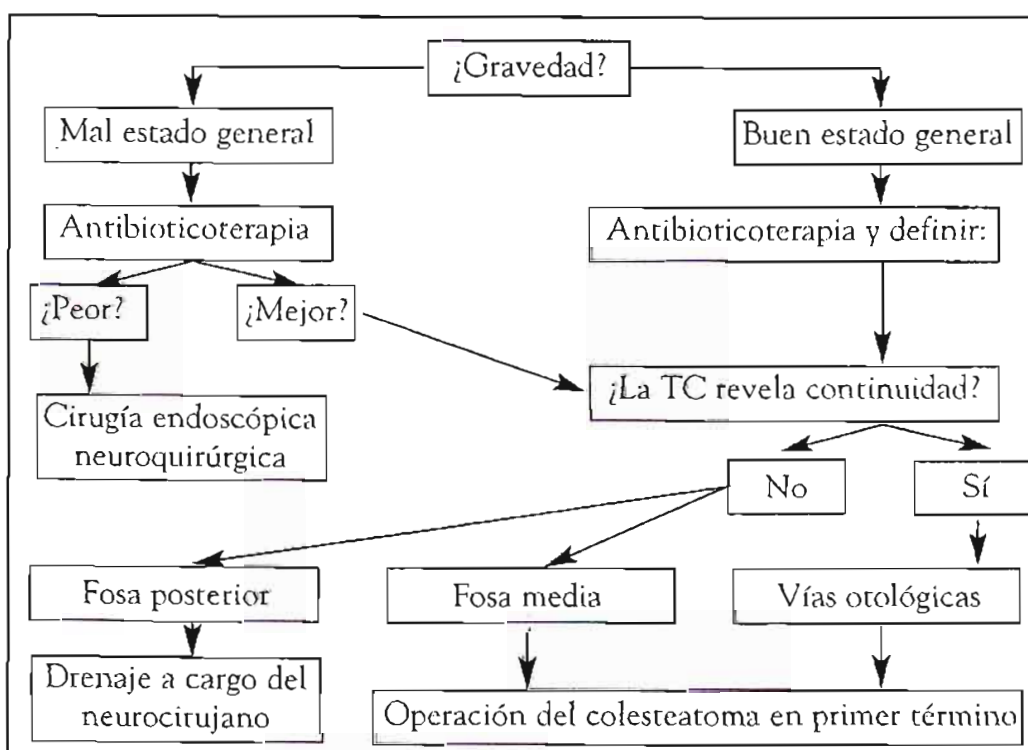 ¿Gravedad?
Mal estado general
Buen estado general
Antibioticoterapia
Antibioticoterapia y definir:
¿Peor?
¿Mejor?
¿La TC revela continuidad?
Cirugía endoscópica
neuroquirúrgica
No
Sí
Fosa posterior
Fosa media
Vías otológicas
Drenaje a cargo del
neurocirujano
Operación del colesteatoma en primer término